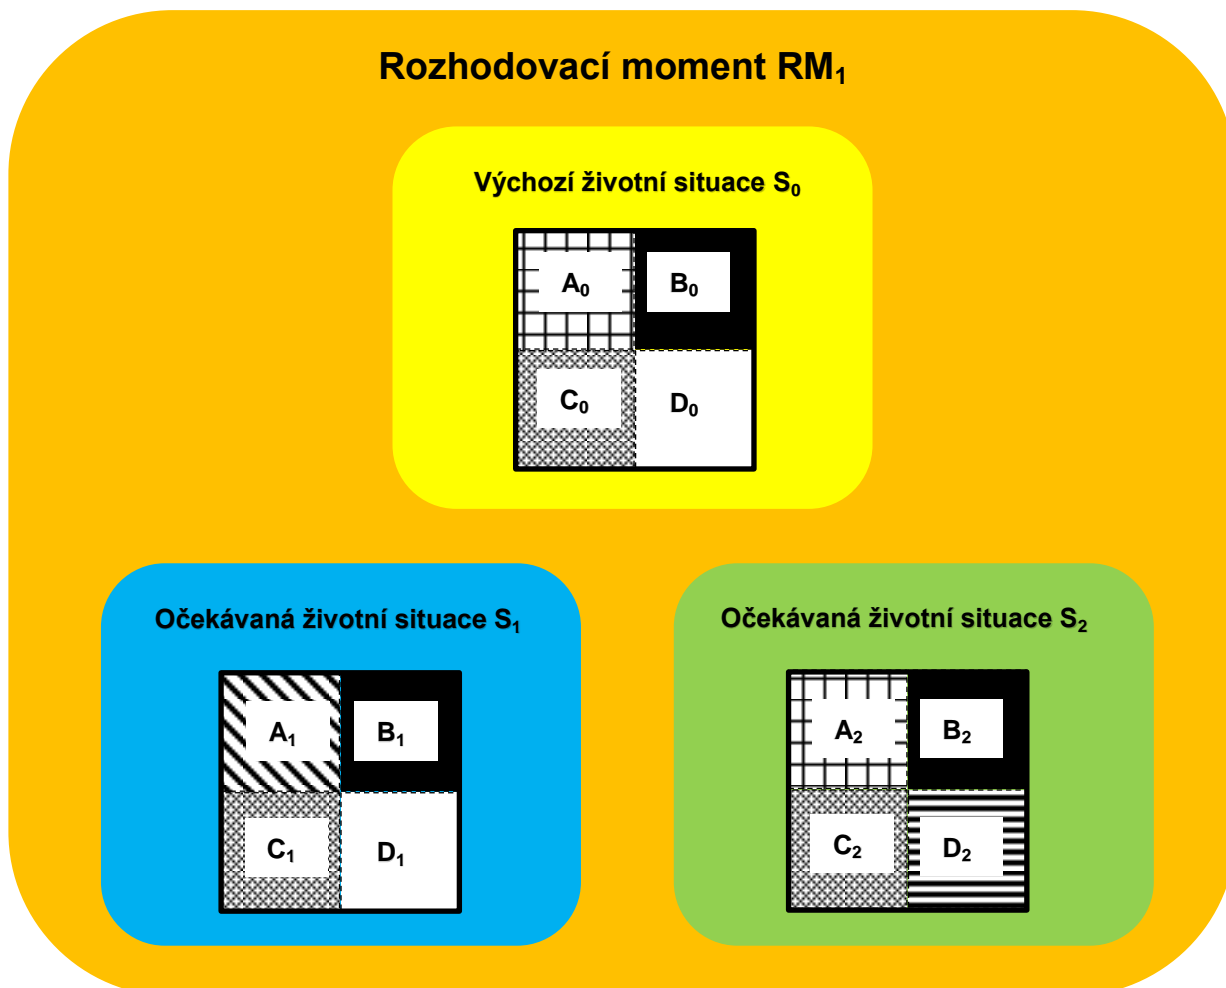 Rozhodovací moment RM₁
Výchozí životní situace S₀
A₀ B₀
C₀ D₀
Očekávaná životní situace S₁
A₁ B₁
C₁ D₁
Očekávaná životní situace S₂
A₂ B₂
C₂ D₂